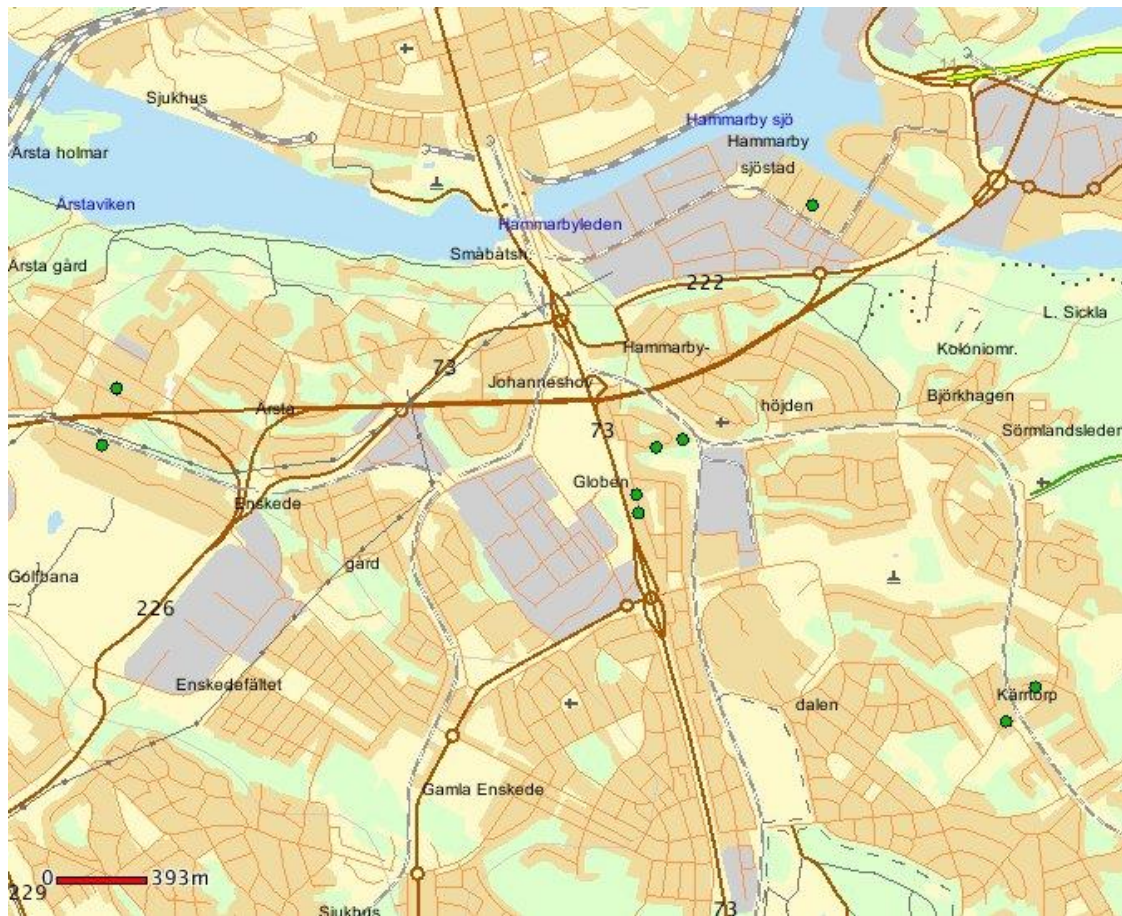 11
Sjukhus
Hammarby sjö
Hammarby
sjöstad
Årsta holmar
Årstaviken
Hammarbyleden
Småbåtsh.
Årsta gård
222
L. Sickla
Hammarby-
Koloniomr.
73
Johanneshov
Björkhagen
Årsta
höjden
73
Sörmlandsleden
Globen
Enskede
gård
Golfbana
226
Enskedefältet
Kärrtorp
dalen
Gamla Enskede
0 393m
229
Sjukhus
73